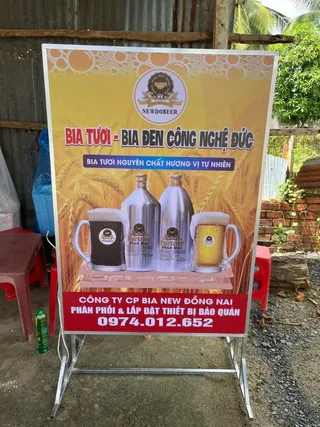 NEWDOBEER
BIA TƯƠI - BIA ĐEN CÔNG NGHỆ ĐỨC
BIA TƯƠI NGUYÊN CHẤT HƯƠNG VỊ TỰ NHIÊN
CÔNG TY CP BIA NEW ĐỒNG NAI
PHÂN PHỐI & LẮP ĐẶT THIẾT BỊ BẢO QUẢN
0974.012.652